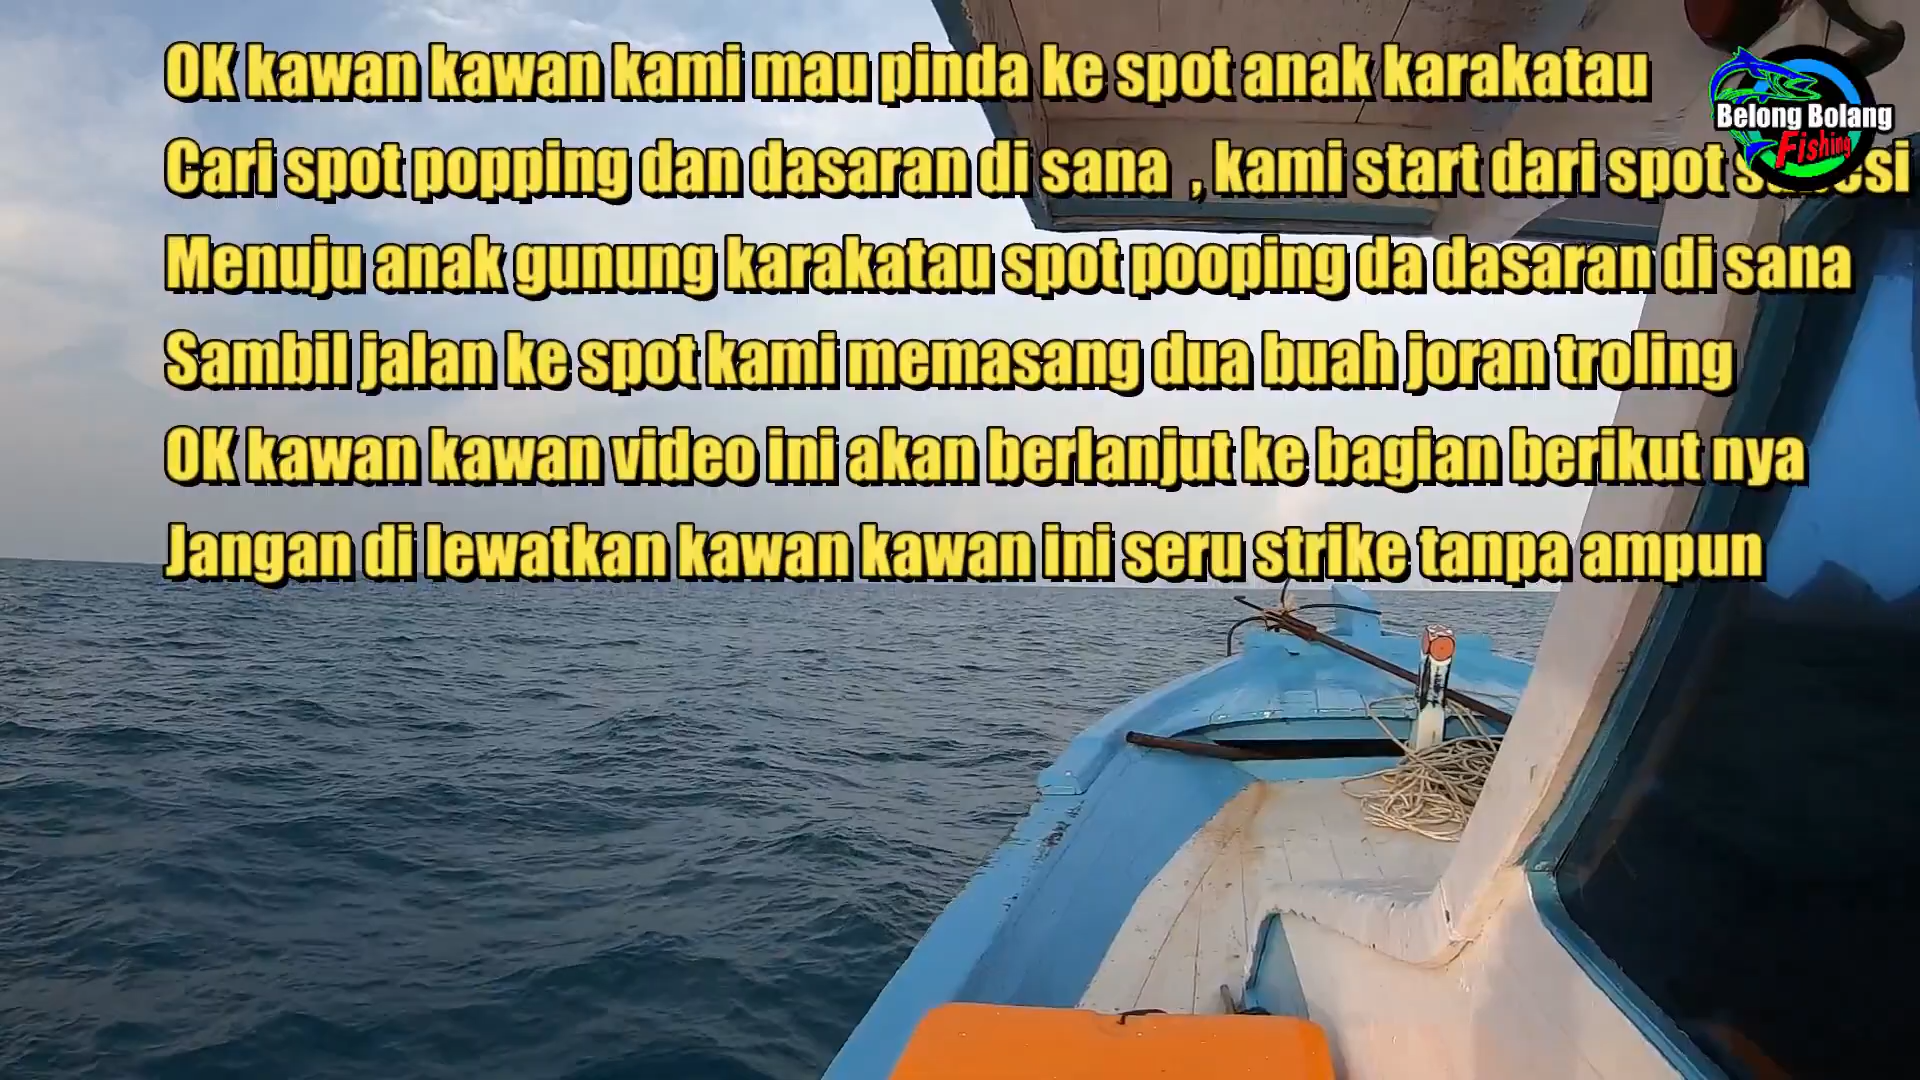 OK kawan kawan kami mau pinda ke spot anak karakatau
Cari spot popping dan dasaran di sana , kami start dari spot
Menuju anak gunung karakatau spot pooping da dasaran di sana
Sambil jalan ke spot kami memasang dua buah joran troling
OK kawan kawan video ini akan berlanjut ke bagian berikut nya
Jangan di lewatkan kawan kawan ini seru strike tanpa ampun
Belong Bolang
Fishing